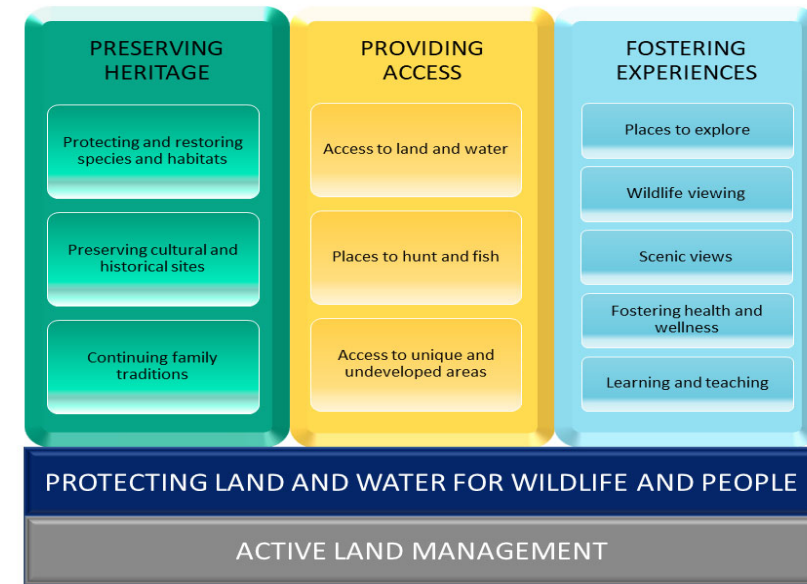 PRESERVING
HERITAGE
Protecting and restoring
species and habitats
Preserving cultural and
historical sites
Continuing family
traditions
PROVIDING
ACCESS
Access to land and water
Places to hunt and fish
Access to unique and
undeveloped areas
FOSTERING
EXPERIENCES
Places to explore
Wildlife viewing
Scenic views
Fostering health and
wellness
Learning and teaching
PROTECTING LAND AND WATER FOR WILDLIFE AND PEOPLE
ACTIVE LAND MANAGEMENT